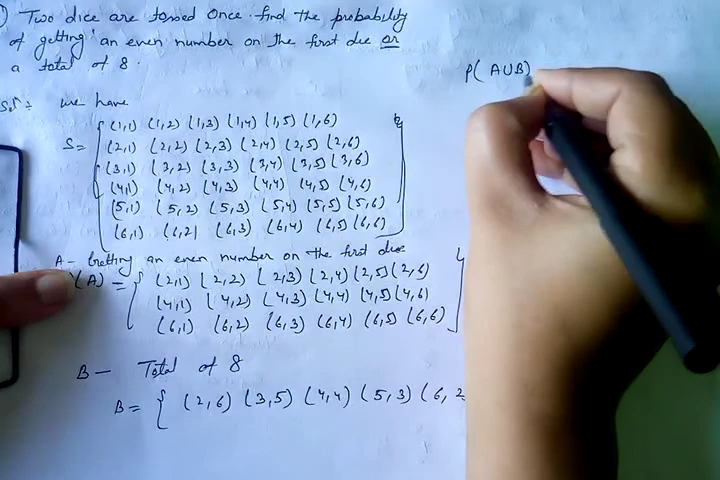 Two dice are tossed once. find the probability
of getting an even number on the first die or
a total of 8.
P( A∪B)
Sol^n: we have
S= { (1,1) (1,2) (1,3) (1,4) (1,5) (1,6)
(2,1) (2,2) (2,3) (2,4) (2,5) (2,6)
(3,1) (3,2) (3,3) (3,4) (3,5) (3,6)
(4,1) (4,2) (4,3) (4,4) (4,5) (4,6)
(5,1) (5,2) (5,3) (5,4) (5,5) (5,6)
(6,1) (6,2) (6,3) (6,4) (6,5) (6,6) }
A - Getting an even number on the first dice
(A) = { (2,1) (2,2) (2,3) (2,4) (2,5) (2,6)
(4,1) (4,2) (4,3) (4,4) (4,5) (4,6)
(6,1) (6,2) (6,3) (6,4) (6,5) (6,6) }
B - Total of 8
B = { (2,6) (3,5) (4,4) (5,3) (6,2